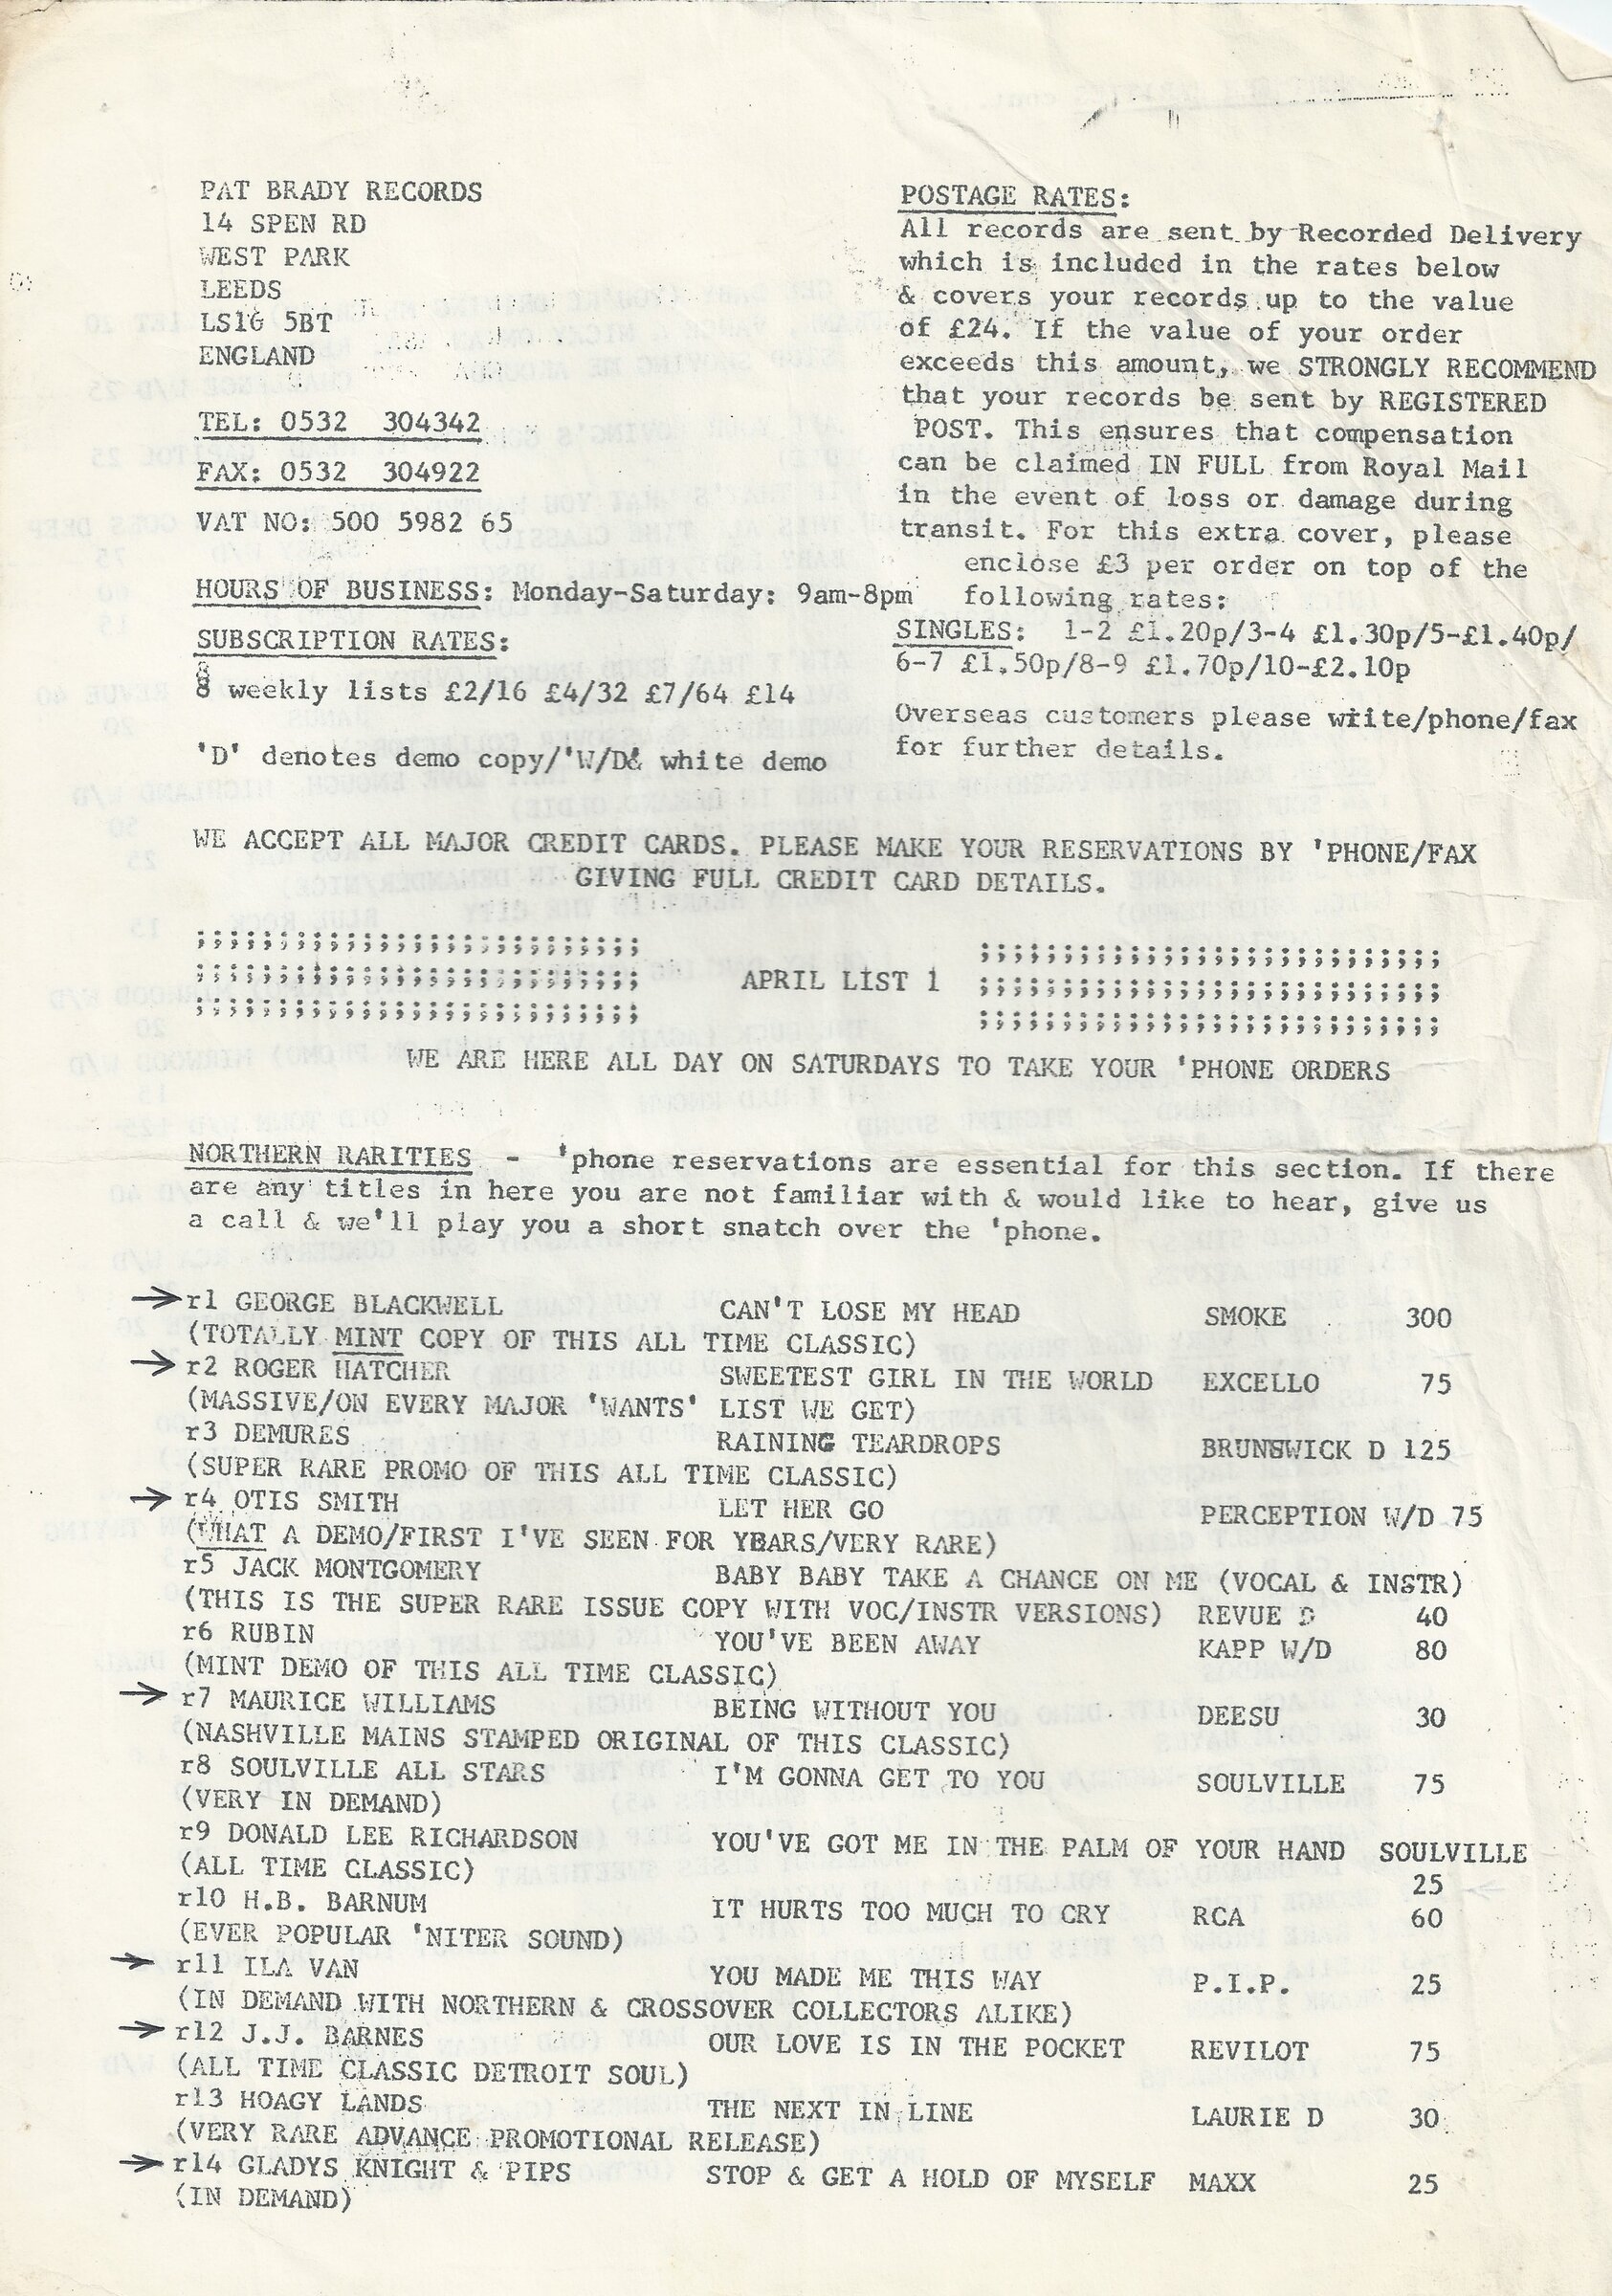 PAT BRADY RECORDS
14 SPEN RD
WEST PARK
LEEDS
LS16 5BT
ENGLAND
TEL: 0532 304342
FAX: 0532 304922
VAT NO: 500 5982 65
HOURS OF BUSINESS: Monday-Saturday: 9am-8pm
SUBSCRIPTION RATES:
8 weekly lists £2/16 £4/32 £7/64 £14
'D' denotes demo copy/'W/D& white demo
POSTAGE RATES:
All records are sent by Recorded Delivery
which is included in the rates below
& covers your records up to the value
of £24. If the value of your order
exceeds this amount, we STRONGLY RECOMMEND
that your records be sent by REGISTERED
POST. This ensures that compensation
can be claimed IN FULL from Royal Mail
in the event of loss or damage during
transit. For this extra cover, please
enclose £3 per order on top of the
following rates:
SINGLES: 1-2 £1.20p/3-4 £1.30p/5-£1.40p/
6-7 £1.50p/8-9 £1.70p/10-£2.10p
Overseas customers please wriite/phone/fax
for further details.
WE ACCEPT ALL MAJOR CREDIT CARDS. PLEASE MAKE YOUR RESERVATIONS BY 'PHONE/FAX
GIVING FULL CREDIT CARD DETAILS.
;;;;;;;;;;;;;;;;;;;;;;;;;;; ;;;;;;;;;;;;;;;;;;;;;;;;;;;;
;;;;;;;;;;;;;;;;;;;;;;;;;;; APRIL LIST 1 ;;;;;;;;;;;;;;;;;;;;;;;;;;;;
;;;;;;;;;;;;;;;;;;;;;;;;;;; ;;;;;;;;;;;;;;;;;;;;;;;;;;;;
WE ARE HERE ALL DAY ON SATURDAYS TO TAKE YOUR 'PHONE ORDERS
NORTHERN RARITIES - 'phone reservations are essential for this section. If there
are any titles in here you are not familiar with & would like to hear, give us
a call & we'll play you a short snatch over the 'phone.
→ r1 GEORGE BLACKWELL CAN'T LOSE MY HEAD SMOKE 300
(TOTALLY MINT COPY OF THIS ALL TIME CLASSIC)
→ r2 ROGER HATCHER SWEETEST GIRL IN THE WORLD EXCELLO 75
(MASSIVE/ON EVERY MAJOR 'WANTS' LIST WE GET)
r3 DEMURES RAINING TEARDROPS BRUNSWICK D 125
(SUPER RARE PROMO OF THIS ALL TIME CLASSIC)
→ r4 OTIS SMITH LET HER GO PERCEPTION W/D 75
(WHAT A DEMO/FIRST I'VE SEEN FOR YEARS/VERY RARE)
r5 JACK MONTGOMERY BABY BABY TAKE A CHANCE ON ME (VOCAL & INSTR)
(THIS IS THE SUPER RARE ISSUE COPY WITH VOC/INSTR VERSIONS) REVUE D 40
r6 RUBIN YOU'VE BEEN AWAY KAPP W/D 80
(MINT DEMO OF THIS ALL TIME CLASSIC)
→ r7 MAURICE WILLIAMS BEING WITHOUT YOU DEESU 30
(NASHVILLE MAINS STAMPED ORIGINAL OF THIS CLASSIC)
r8 SOULVILLE ALL STARS I'M GONNA GET TO YOU SOULVILLE 75
(VERY IN DEMAND)
r9 DONALD LEE RICHARDSON YOU'VE GOT ME IN THE PALM OF YOUR HAND SOULVILLE
(ALL TIME CLASSIC) 25
r10 H.B. BARNUM IT HURTS TOO MUCH TO CRY RCA 60
(EVER POPULAR 'NITER SOUND)
→ r11 ILA VAN YOU MADE ME THIS WAY P.I.P. 25
(IN DEMAND WITH NORTHERN & CROSSOVER COLLECTORS ALIKE)
→ r12 J.J. BARNES OUR LOVE IS IN THE POCKET REVILOT 75
(ALL TIME CLASSIC DETROIT SOUL)
r13 HOAGY LANDS THE NEXT IN LINE LAURIE D 30
(VERY RARE ADVANCE PROMOTIONAL RELEASE)
→ r14 GLADYS KNIGHT & PIPS STOP & GET A HOLD OF MYSELF MAXX 25
(IN DEMAND)